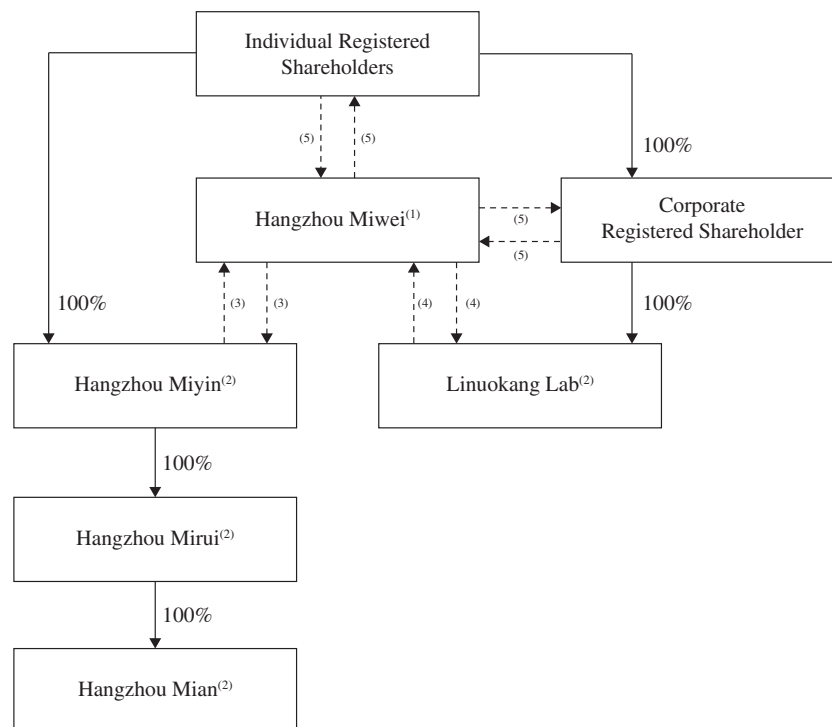 Individual Registered
Shareholders
(5)
(5)
100%
Hangzhou Miwei(1)
(5)
(5)
Corporate
Registered Shareholder
100%
(3)
(3)
(4)
(4)
100%
Hangzhou Miyin(2)
Linuokang Lab(2)
100%
Hangzhou Mirui(2)
100%
Hangzhou Mian(2)